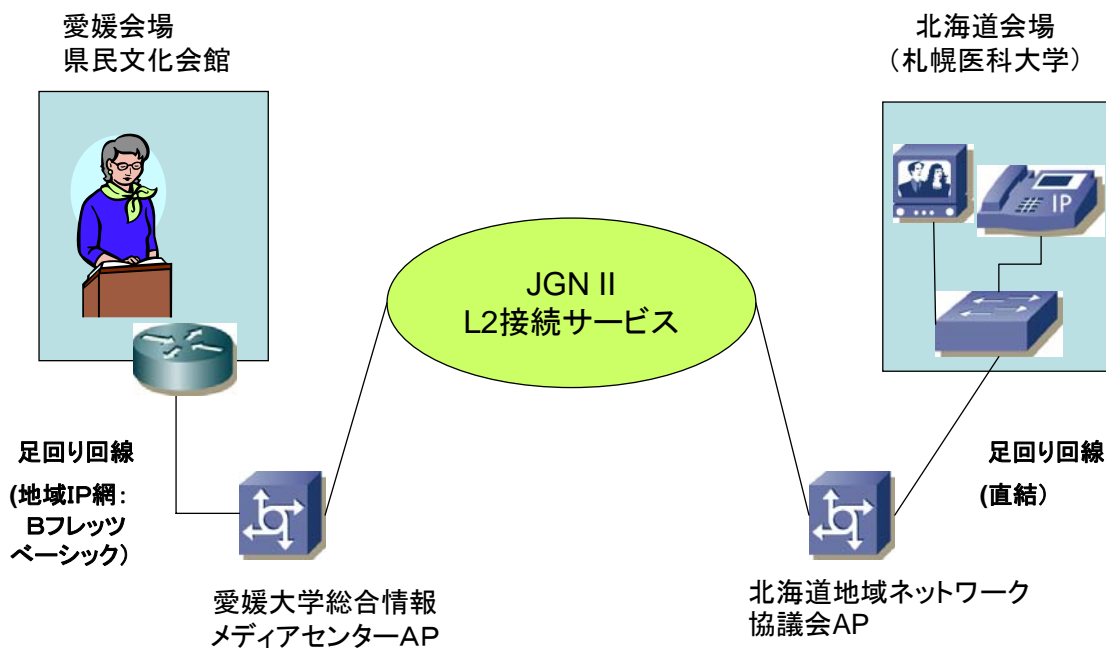 愛媛会場
県民文化会館
北海道会場
（札幌医科大学）
IP
JGN II
L2接続サービス
足回り回線
(地域IP網：
Bフレッツ
ベーシック）
足回り回線
(直結）
愛媛大学総合情報
メディアセンターAP
北海道地域ネットワーク
協議会AP